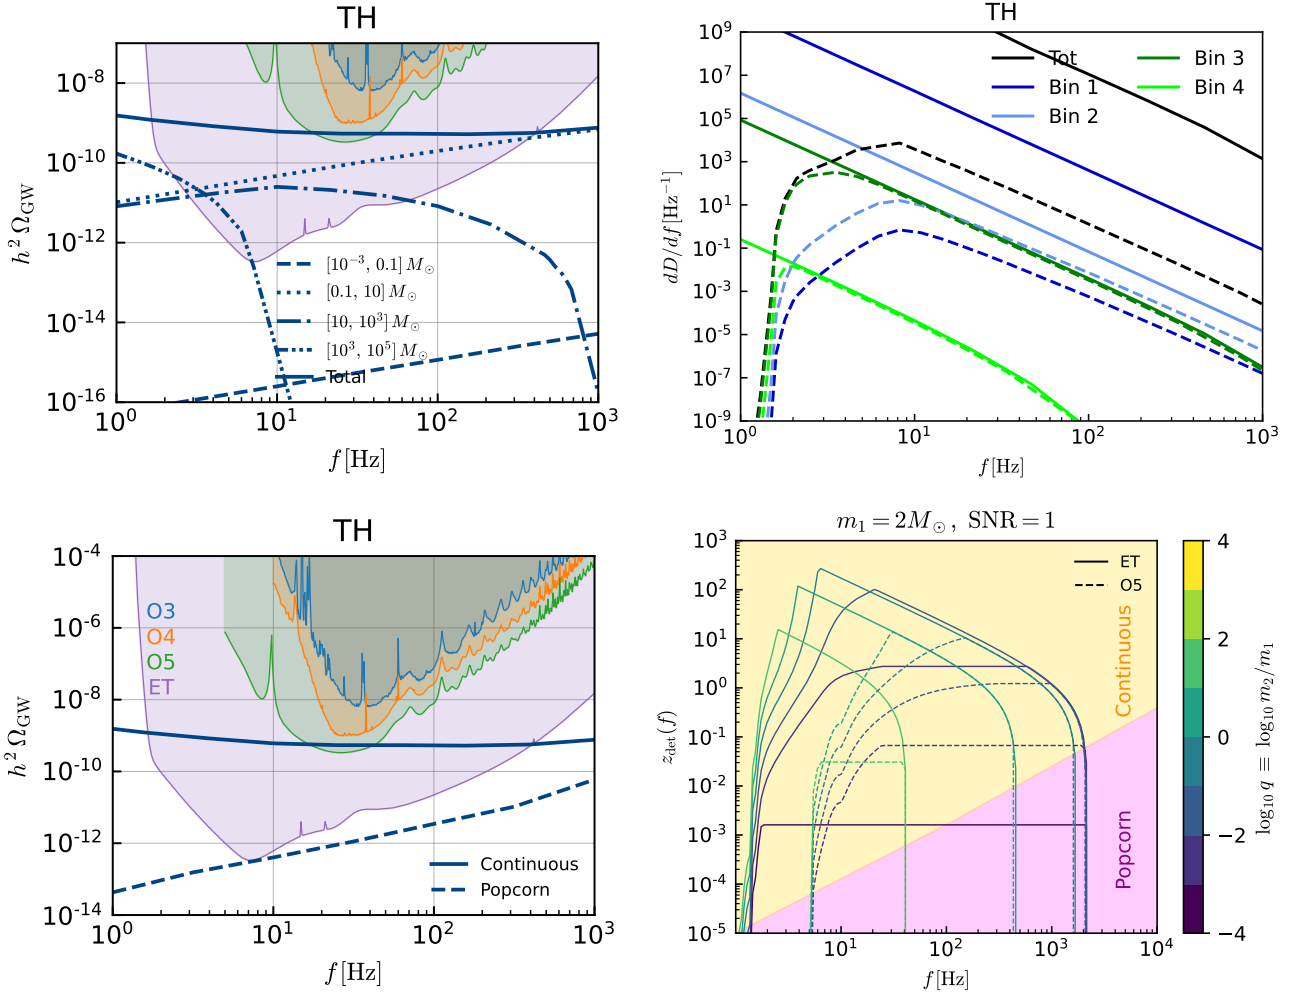 TH
10^{-8}
10^{-10}
10^{-12}
10^{-14}
10^{-16}
h^2 Ω_GW
[10^{-3}, 0.1] M_⊙
[0.1, 10] M_⊙
[10, 10^3] M_⊙
[10^3, 10^5] M_⊙
Total
10^0 10^1 10^2 10^3
f [Hz]
TH
10^9
10^7
10^5
10^3
10^1
10^{-1}
10^{-3}
10^{-5}
10^{-7}
10^{-9}
dD/df [Hz^{-1}]
Tot
Bin 1
Bin 2
Bin 3
Bin 4
10^0 10^1 10^2 10^3
f [Hz]
TH
10^{-4}
10^{-6}
10^{-8}
10^{-10}
10^{-12}
10^{-14}
h^2 Ω_GW
O3
O4
O5
ET
Continuous
Popcorn
10^0 10^1 10^2 10^3
f [Hz]
m_1 = 2M_⊙, SNR = 1
10^3
10^2
10^1
10^0
10^{-1}
10^{-2}
10^{-3}
10^{-4}
10^{-5}
z_det(f)
ET
O5
Continuous
Popcorn
10^1 10^2 10^3 10^4
f [Hz]
4
2
0
−2
−4
log_10 q ≡ log_10 m_2/m_1